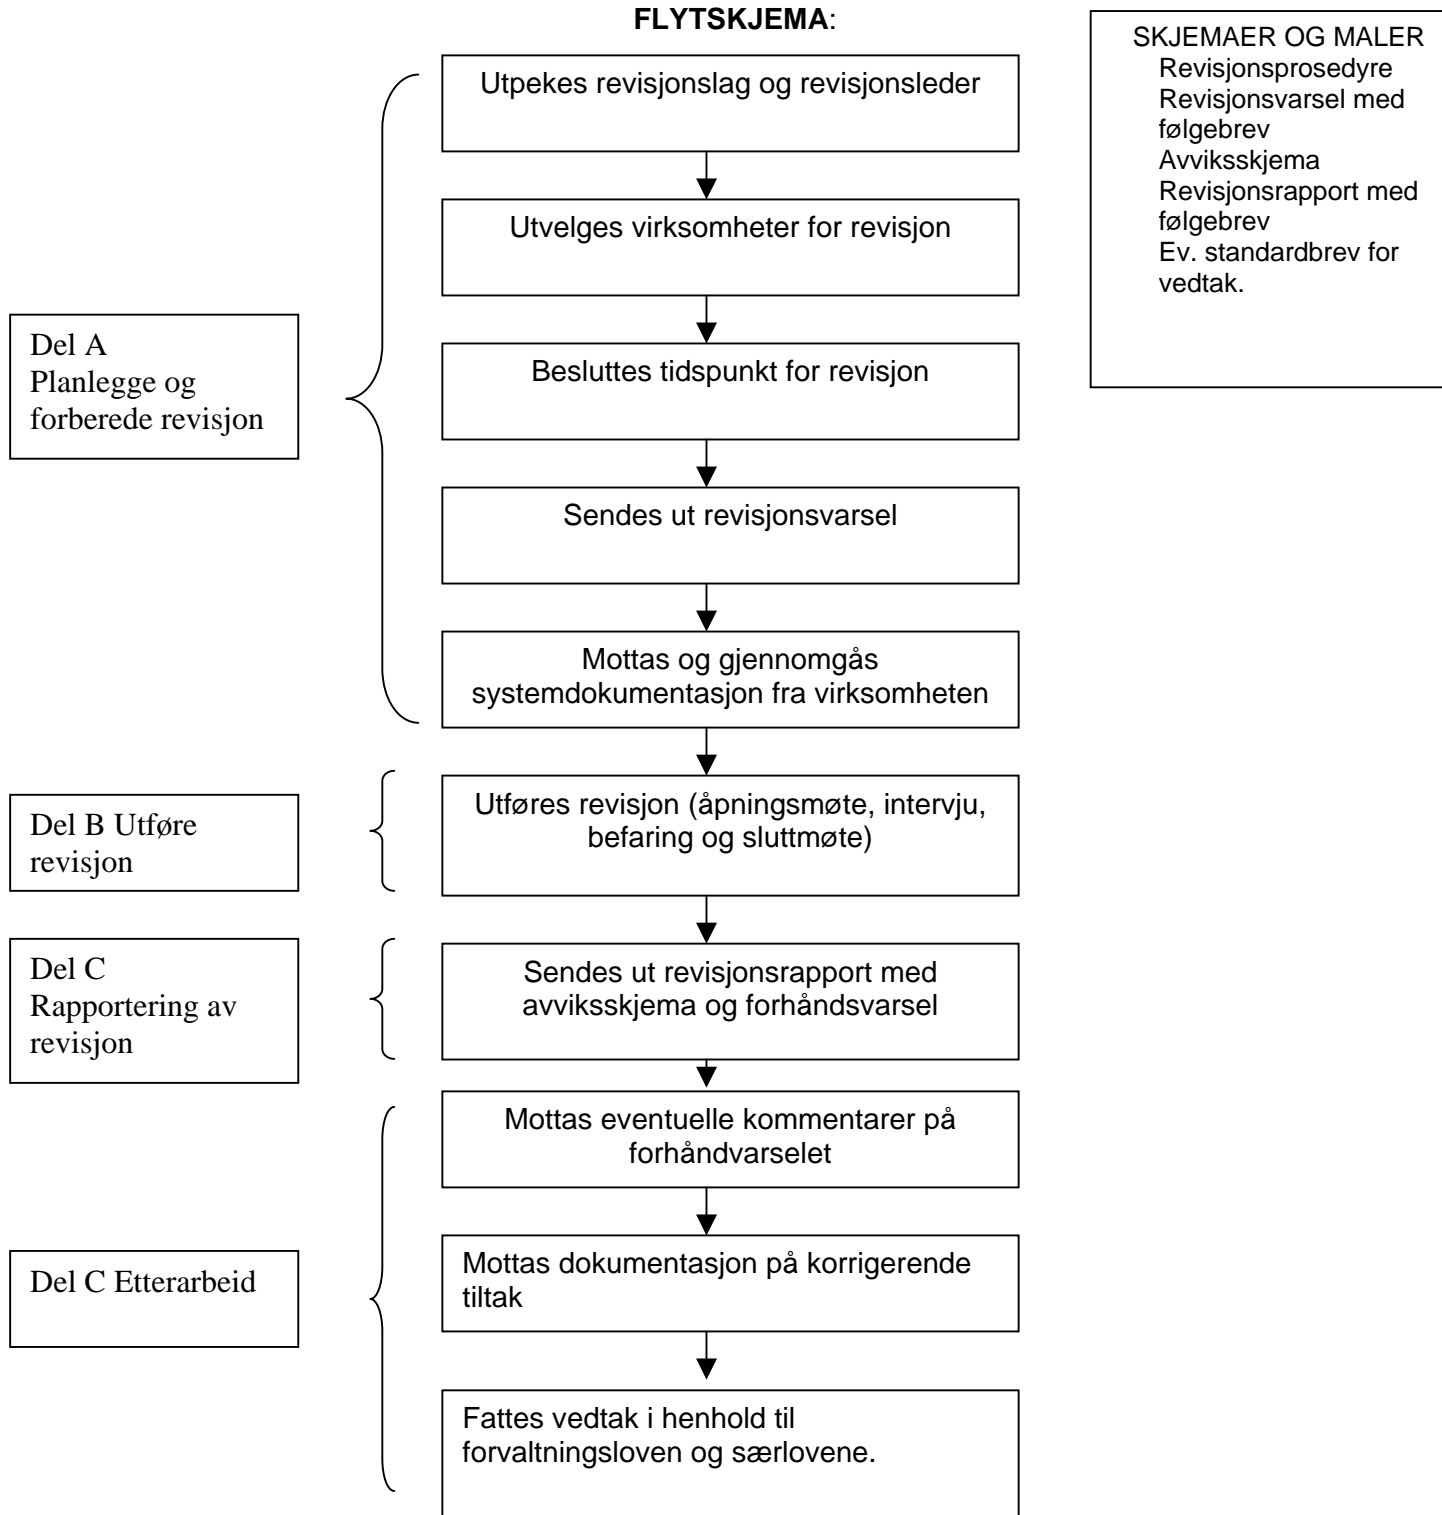 FLYTSKJEMA:
SKJEMAER OG MALER
Revisjonsprosedyre
Revisjonsvarsel med
følgebrev
Avviksskjema
Revisjonsrapport med
følgebrev
Ev. standardbrev for
vedtak.
Del A
Planlegge og
forberede revisjon
Utpekes revisjonslag og revisjonsleder
Utvelges virksomheter for revisjon
Besluttes tidspunkt for revisjon
Sendes ut revisjonsvarsel
Mottas og gjennomgås
systemdokumentasjon fra virksomheten
Del B Utføre
revisjon
Utføres revisjon (åpningsmøte, intervju,
befaring og sluttmøte)
Del C
Rapportering av
revisjon
Sendes ut revisjonsrapport med
avviksskjema og forhåndsvarsel
Del C Etterarbeid
Mottas eventuelle kommentarer på
forhåndvarselet
Mottas dokumentasjon på korrigerende
tiltak
Fattes vedtak i henhold til
forvaltningsloven og særlovene.